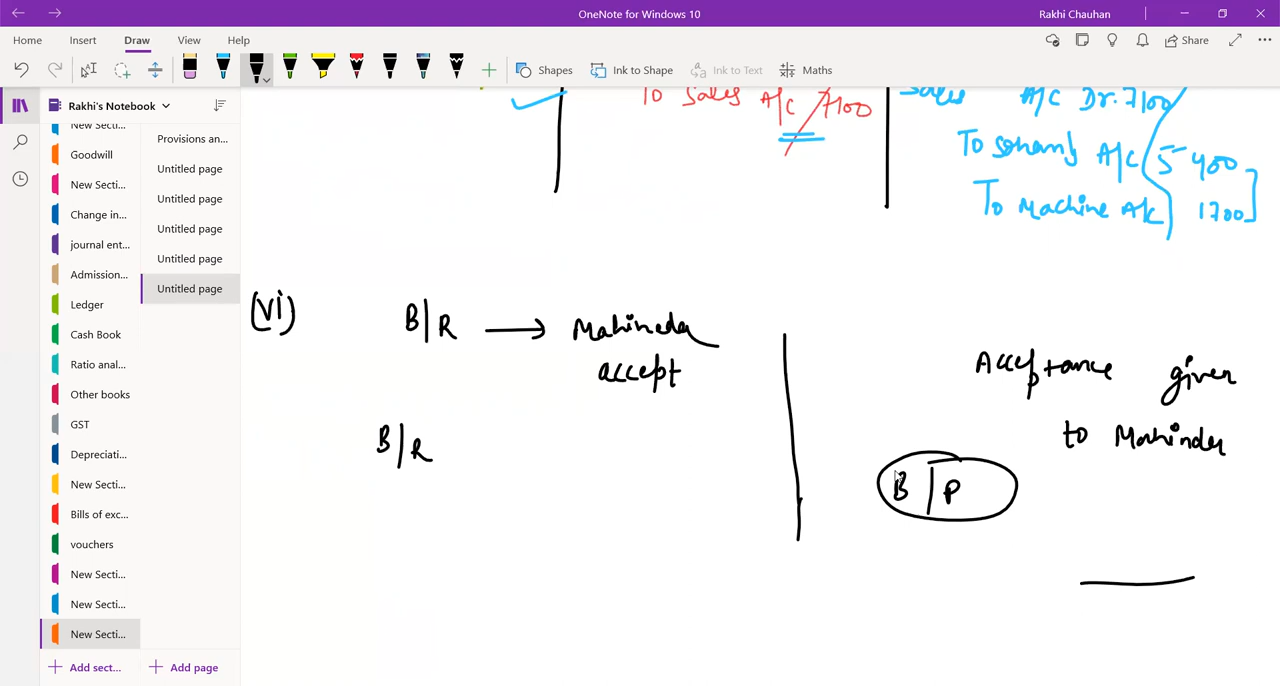 OneNote for Windows 10
Rakhi Chauhan
Home Insert Draw View Help
Share
Shapes
Ink to Shape
Ink to Text
Maths
Rakhi's Notebook
New Secti...
Goodwill
New Secti...
Change in...
journal ent...
Admission...
Ledger
Cash Book
Ratio anal...
Other books
GST
Depreciati...
New Secti...
Bills of exc...
vouchers
New Secti...
New Secti...
New Secti...
Add sect...
Provisions an...
Untitled page
Untitled page
Untitled page
Untitled page
Untitled page
Add page
To Sales A/c 7100
Sales A/c Dr. 7100
To A/c 5400
To Machine A/c 1700
(vi) B/R → Mahinder
accept
B/R
Acceptance given
to Mahinder
B/P